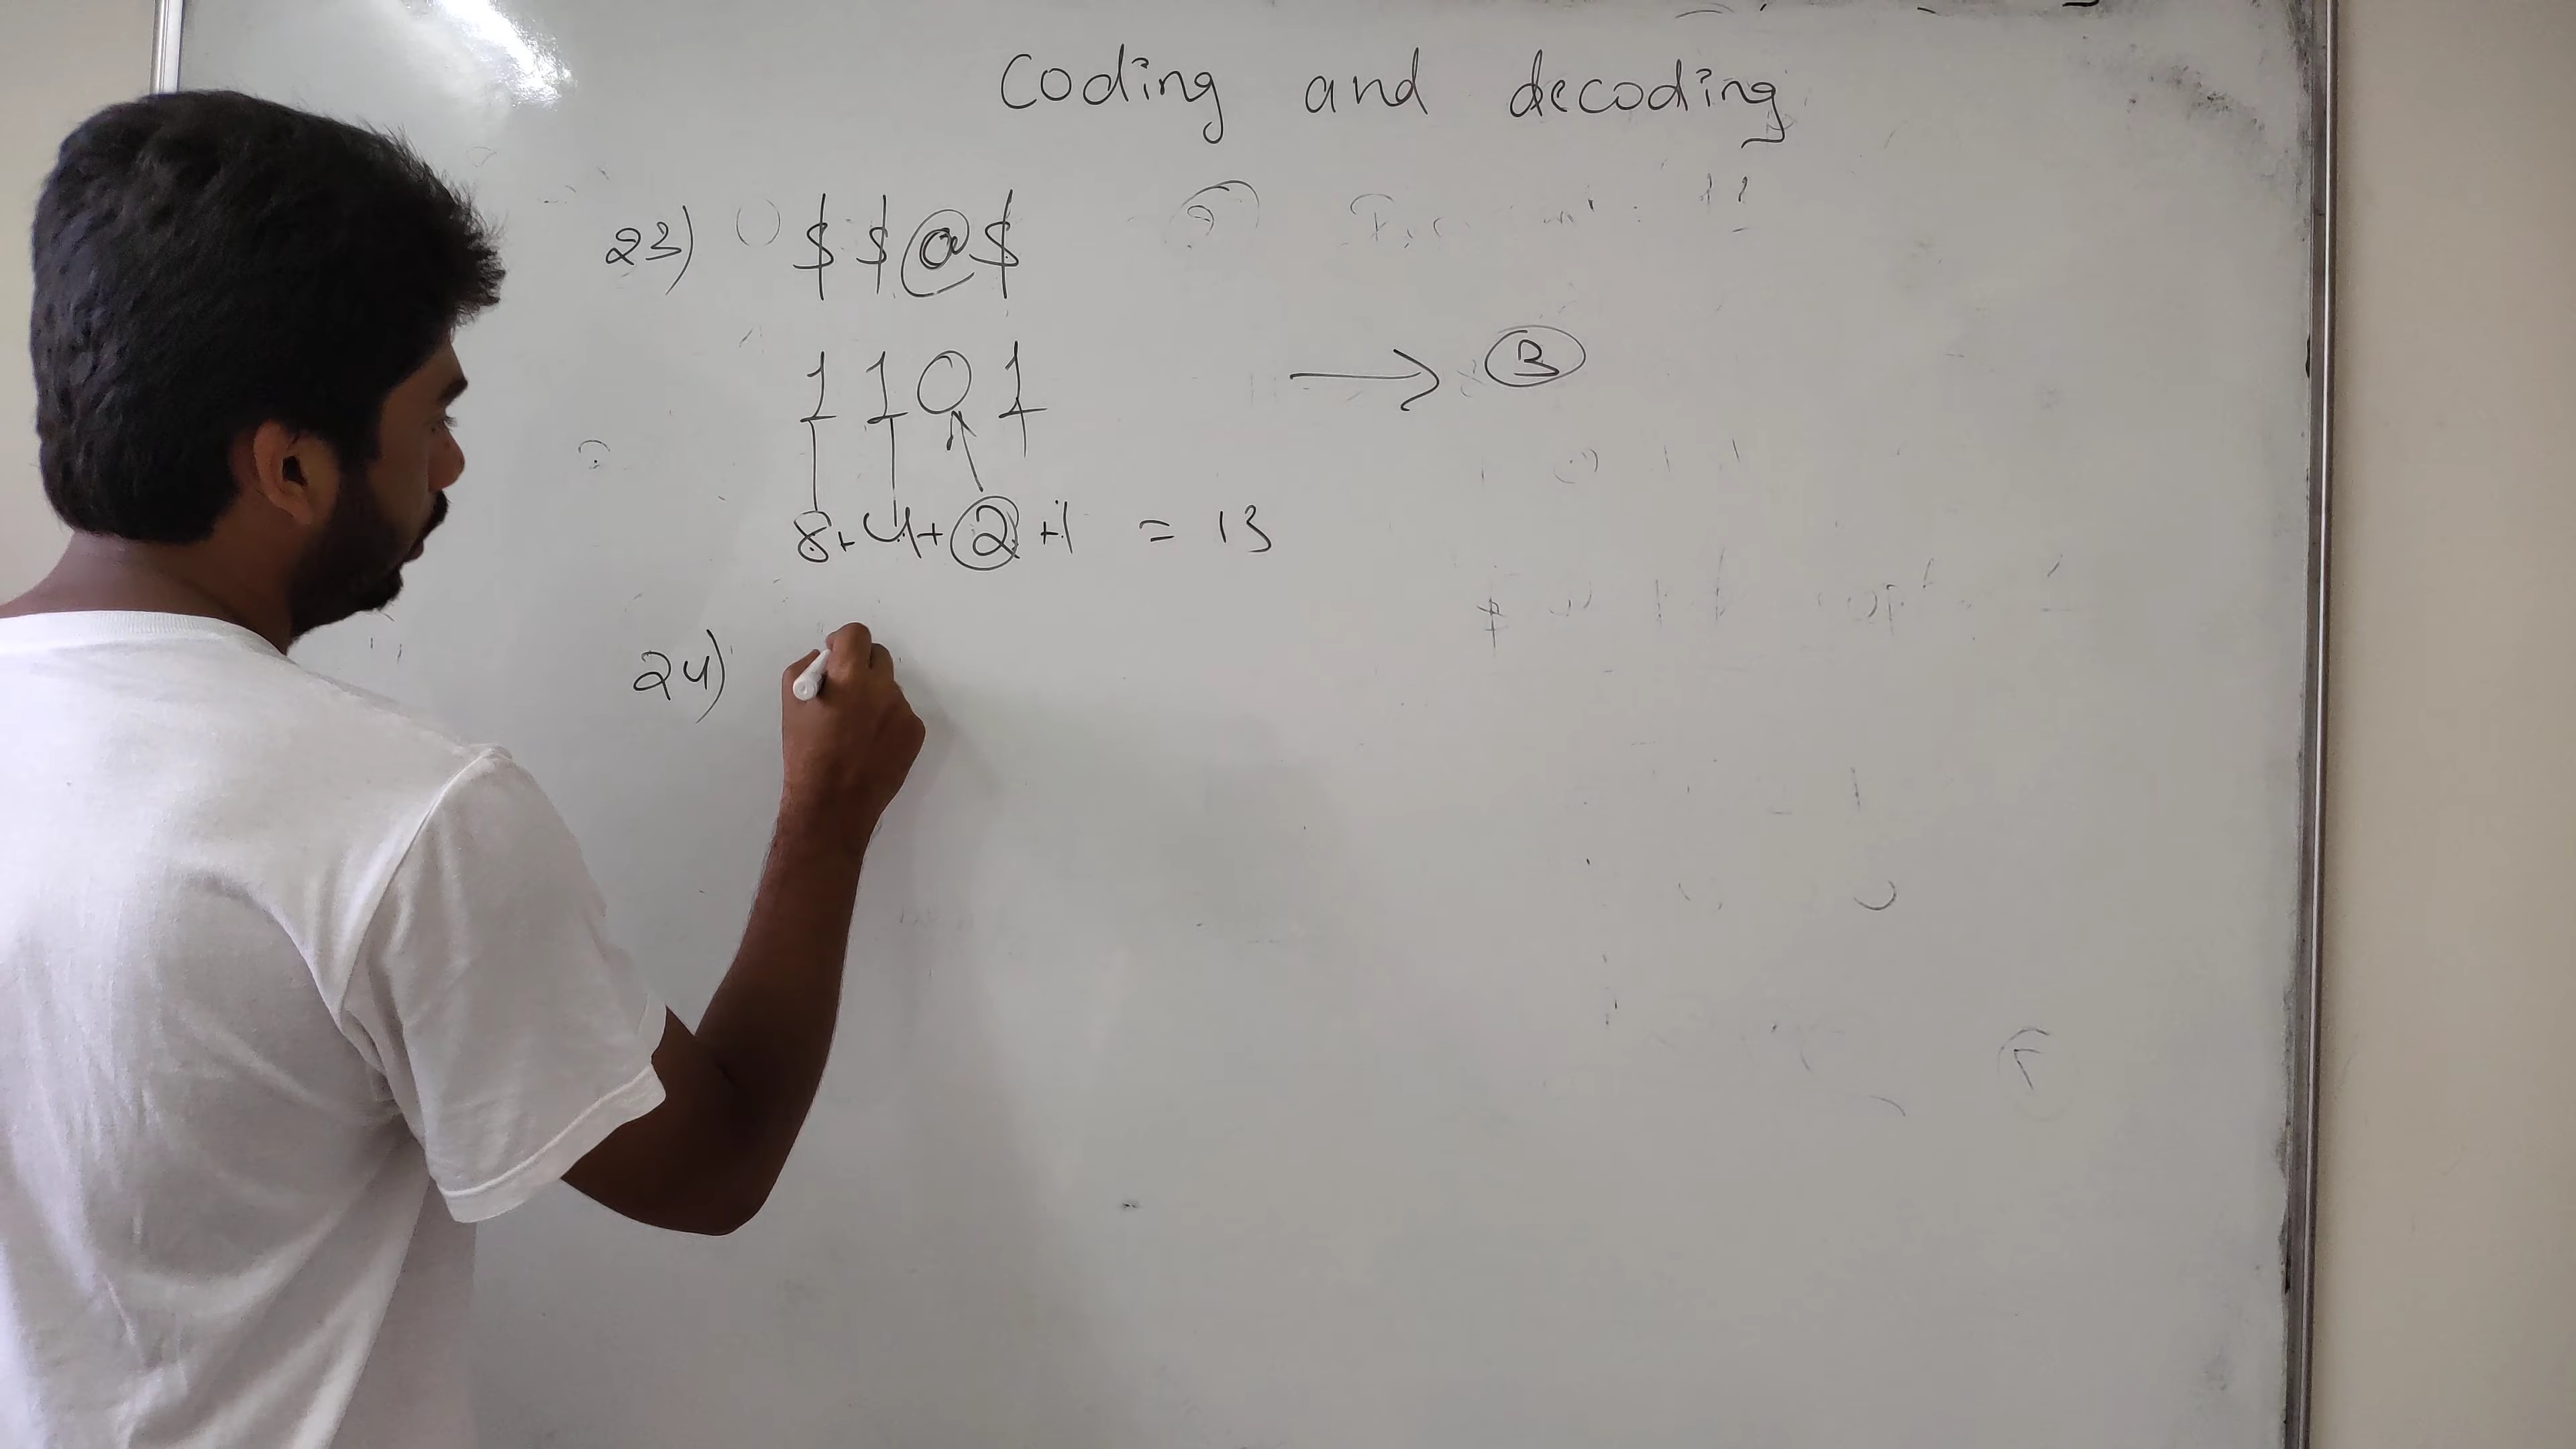 Coding and decoding
23) $ $ @ $
1 1 0 1 → B
8+4+2+1 = 13
24)